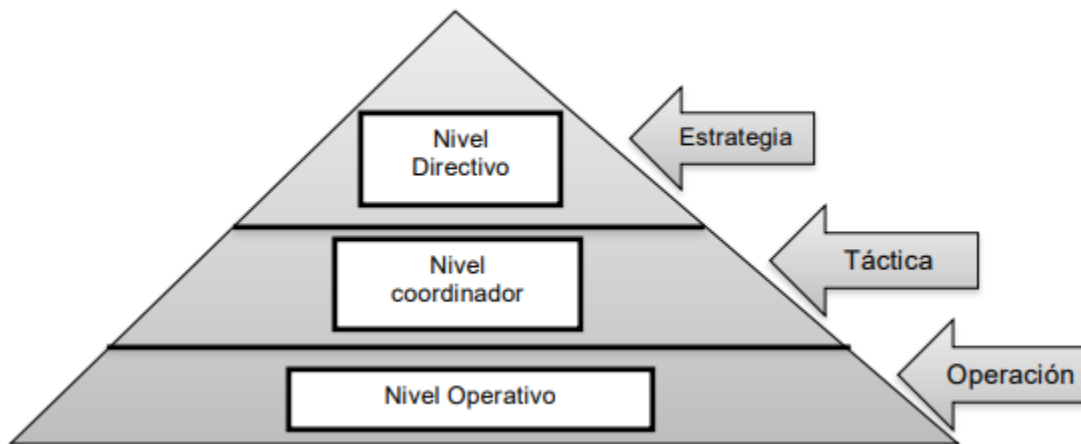 Nivel
Directivo
Estrategia
Nivel
coordinador
Táctica
Nivel Operativo
Operación